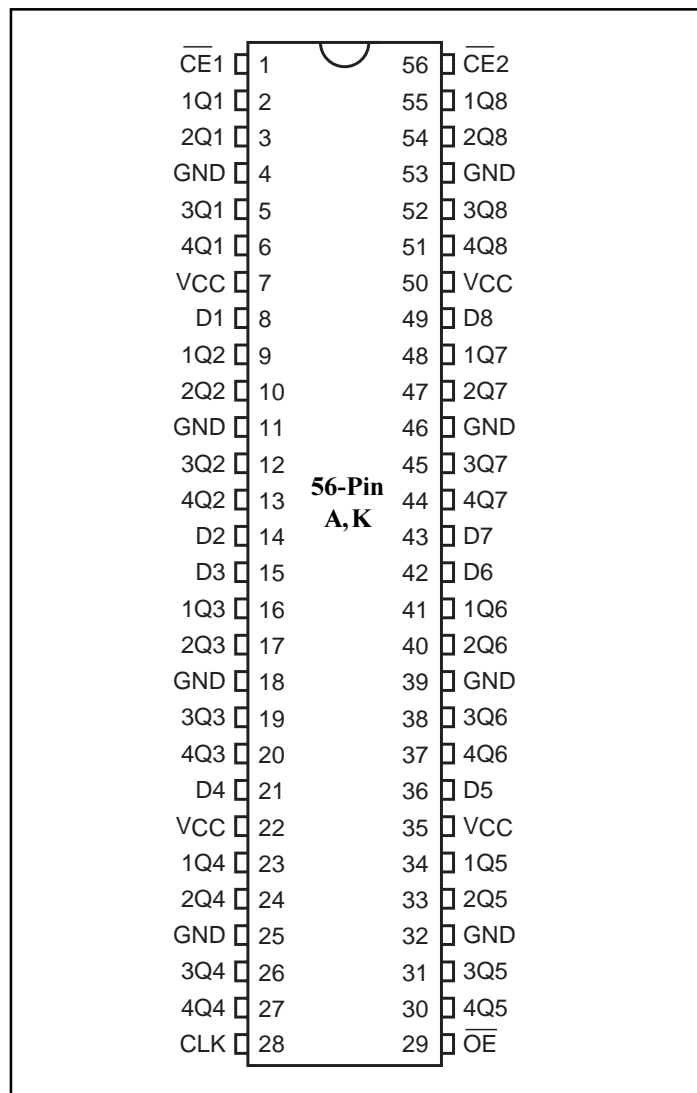 C̅E̅1 1 56 C̅E̅2
1Q1 2 55 1Q8
2Q1 3 54 2Q8
GND 4 53 GND
3Q1 5 52 3Q8
4Q1 6 51 4Q8
VCC 7 50 VCC
D1 8 49 D8
1Q2 9 48 1Q7
2Q2 10 47 2Q7
GND 11 46 GND
3Q2 12 45 3Q7
56-Pin
4Q2 13 44 4Q7
A, K
D2 14 43 D7
D3 15 42 D6
1Q3 16 41 1Q6
2Q3 17 40 2Q6
GND 18 39 GND
3Q3 19 38 3Q6
4Q3 20 37 4Q6
D4 21 36 D5
VCC 22 35 VCC
1Q4 23 34 1Q5
2Q4 24 33 2Q5
GND 25 32 GND
3Q4 26 31 3Q5
4Q4 27 30 4Q5
CLK 28 29 O̅E̅